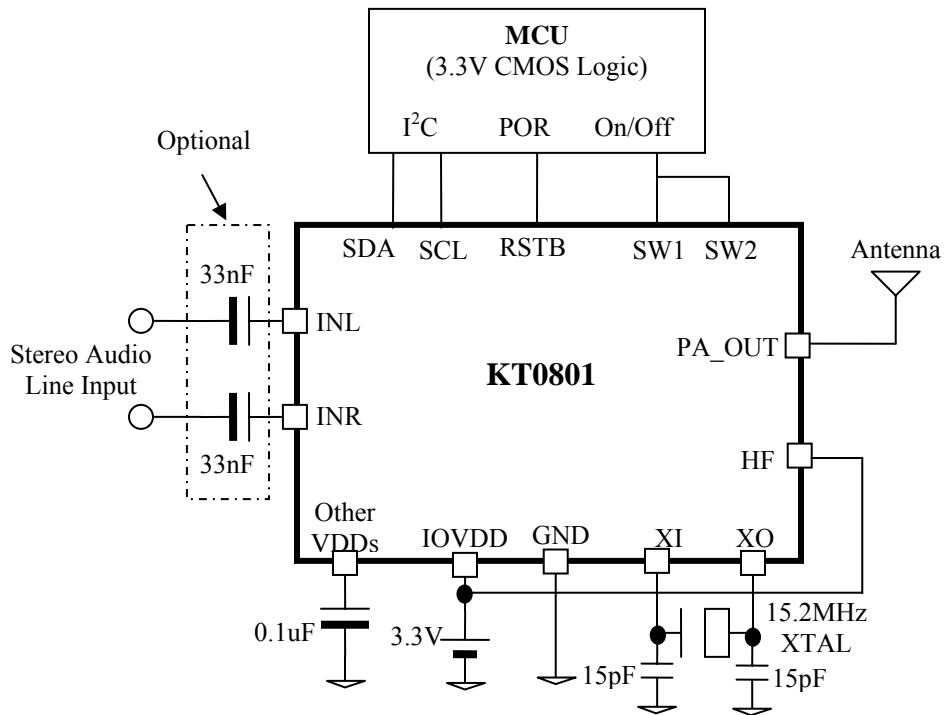 MCU
(3.3V CMOS Logic)
I²C POR On/Off
Optional
SDA SCL RSTB SW1 SW2
Antenna
33nF
INL
PA_OUT
Stereo Audio
Line Input
KT0801
INR
33nF
HF
Other
VDDs
IOVDD
GND
XI
XO
0.1uF
3.3V
15.2MHz
XTAL
15pF
15pF